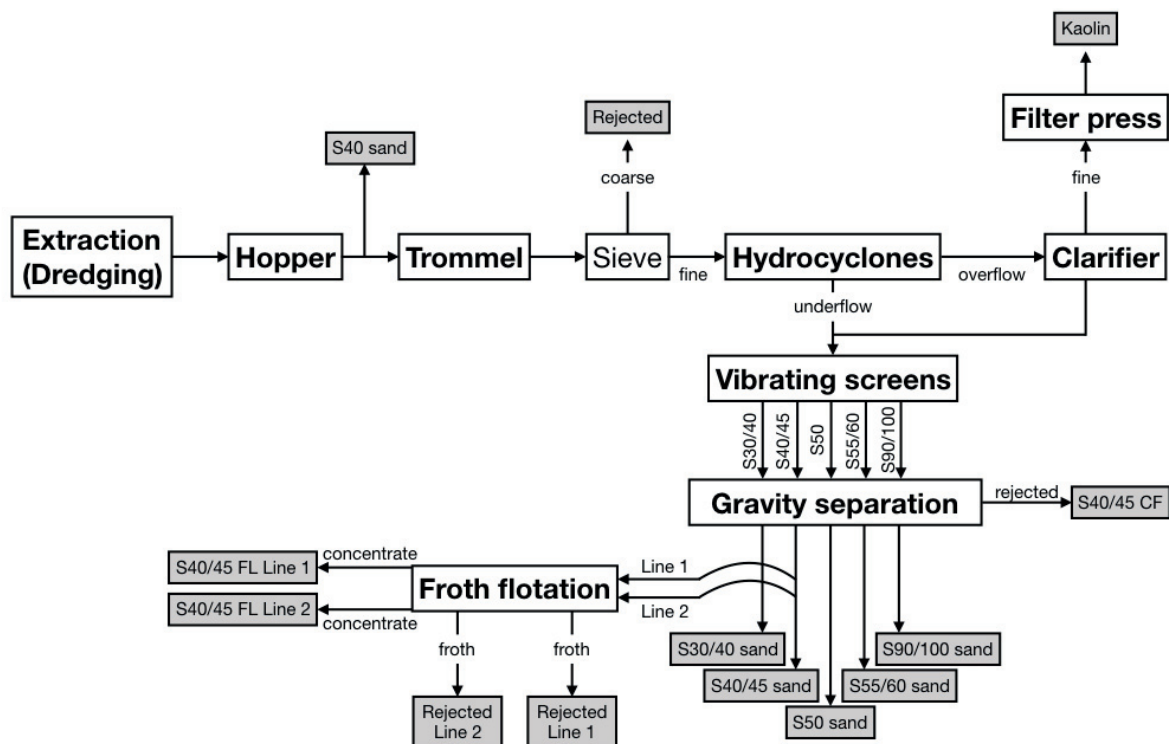 Kaolin
Filter press
Rejected
S40 sand
coarse
fine
Extraction
(Dredging)
Hopper
Trommel
Sieve
fine
Hydrocyclones
overflow
Clarifier
underflow
Vibrating screens
S30/40
S40/45
S50
S55/60
S90/100
Gravity separation
rejected
S40/45 CF
S40/45 FL Line 1
concentrate
Froth flotation
Line 1
S40/45 FL Line 2
concentrate
Line 2
froth
froth
S30/40 sand
S90/100 sand
S40/45 sand
S55/60 sand
S50 sand
Rejected
Line 2
Rejected
Line 1